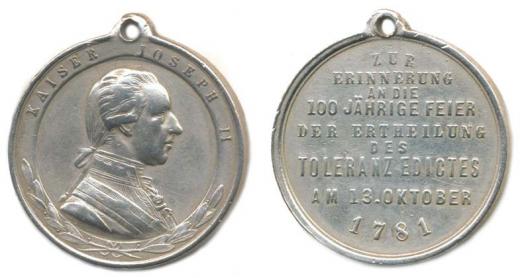 KAISER JOSEPH II
ZUR
ERINNERUNG
AN DIE
100 JÄHRIGE FEIER
DER ERTHEILUNG
DES
TOLERANZ EDICTES
AM 13. OKTOBER
1781